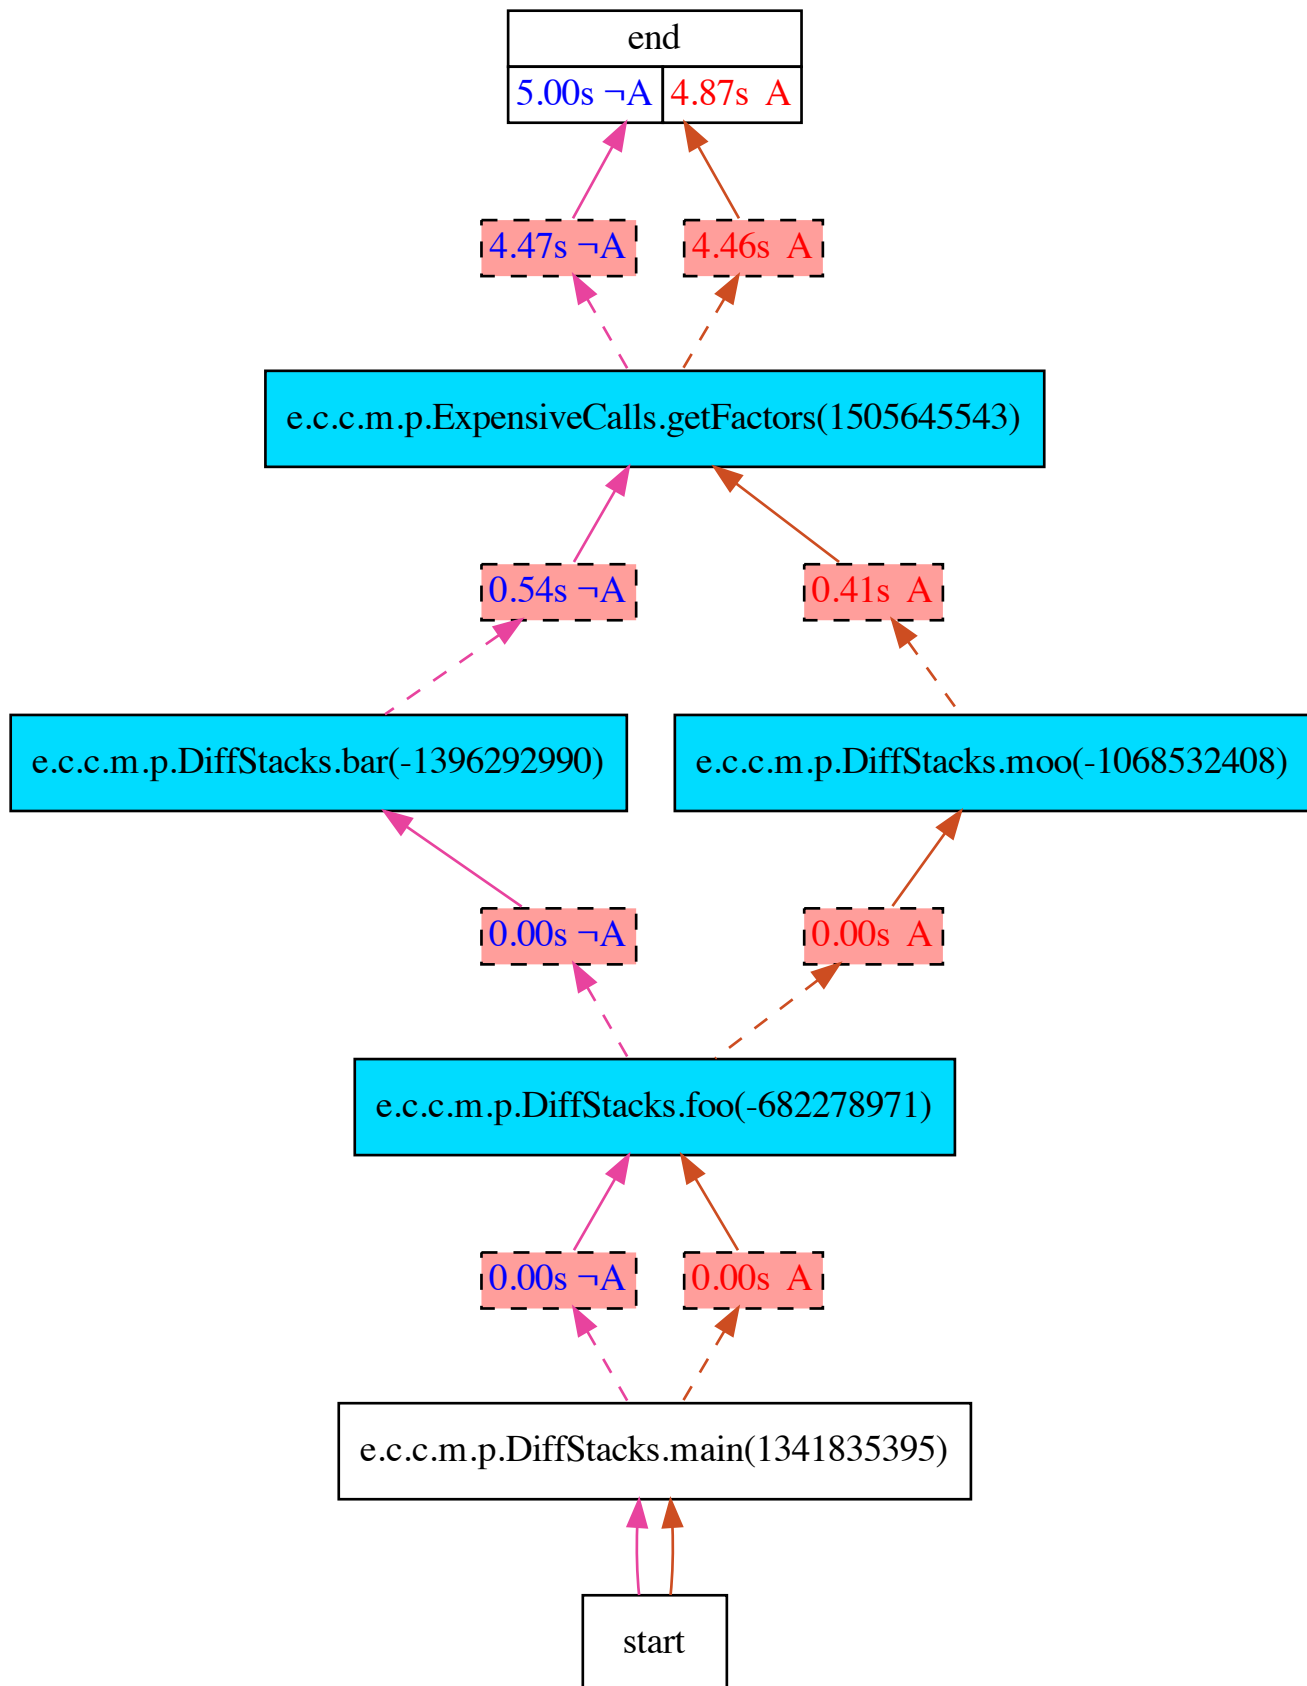 end
5.00s ¬A 4.87s A
4.47s ¬A 4.46s A
e.c.c.m.p.ExpensiveCalls.getFactors(1505645543)
0.54s ¬A 0.41s A
e.c.c.m.p.DiffStacks.bar(-1396292990) e.c.c.m.p.DiffStacks.moo(-1068532408)
0.00s ¬A 0.00s A
e.c.c.m.p.DiffStacks.foo(-682278971)
0.00s ¬A 0.00s A
e.c.c.m.p.DiffStacks.main(1341835395)
start